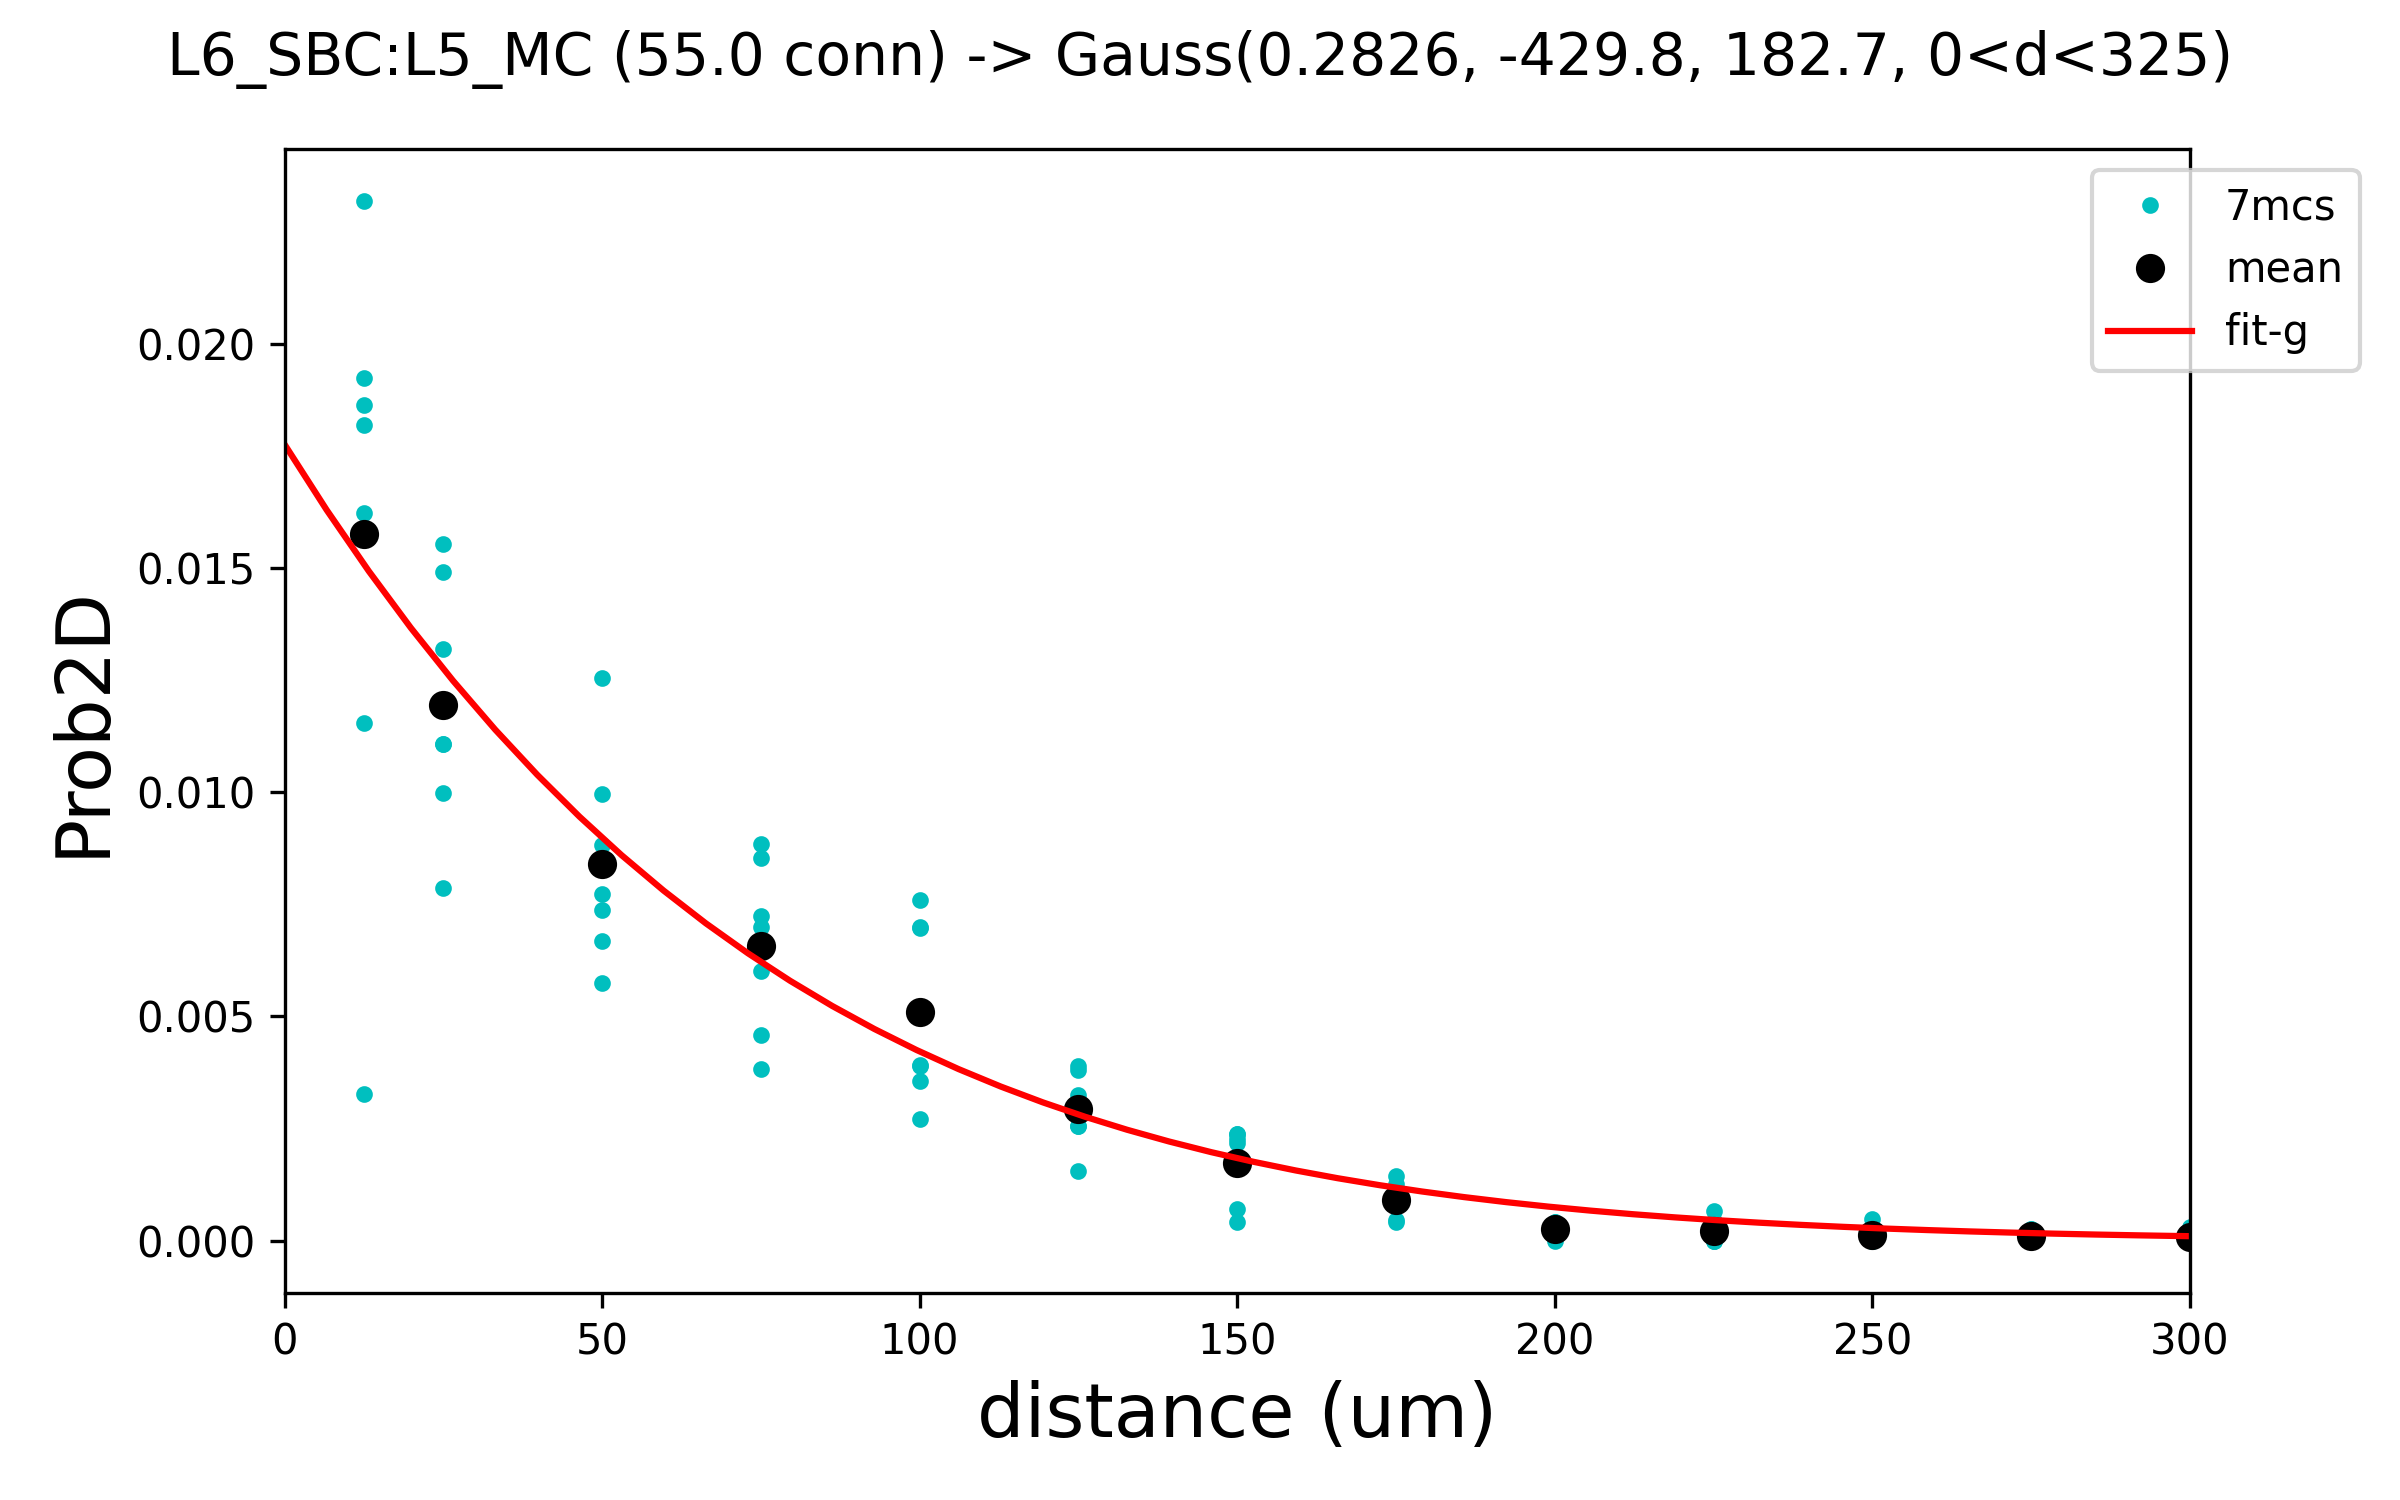 L6_SBC:L5_MC (55.0 conn) -> Gauss(0.2826, -429.8, 182.7, 0<d<325)
7mcs
mean
fit-g
Prob2D
0.020
0.015
0.010
0.005
0.000
0 50 100 150 200 250 300
distance (um)